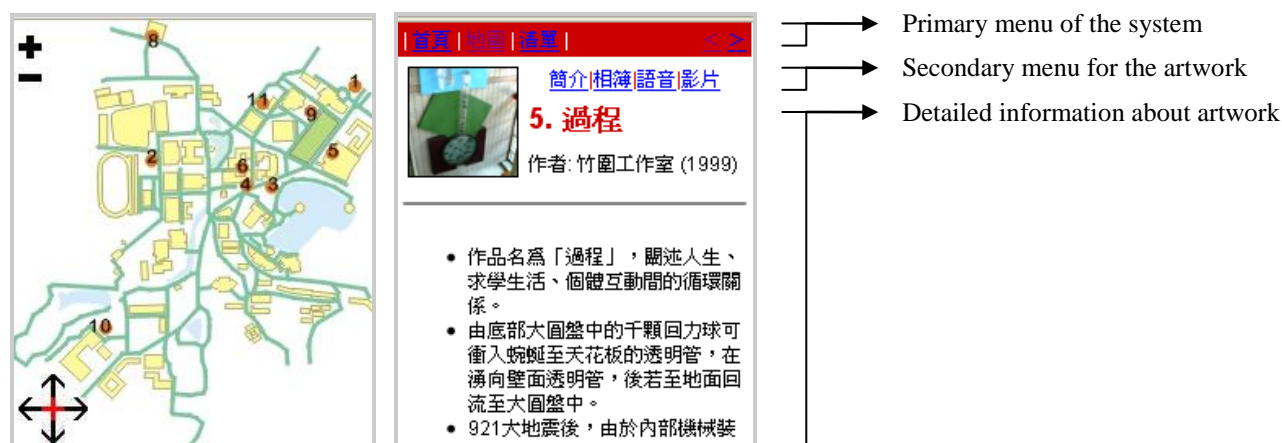 8
1
11
9
2
5
6
4
3
10
|首頁|地圖|清單| < >
簡介|相簿|語音|影片
5. 過程
作者: 竹圍工作室 (1999)
• 作品名為「過程」,闡述人生、
求學生活、個體互動間的循環關
係。
• 由底部大圓盤中的千顆回力球可
衝入蜿蜒至天花板的透明管,在
湧向壁面透明管,後若至地面回
流至大圓盤中。
• 921大地震後,由於內部機械裝
Primary menu of the system
Secondary menu for the artwork
Detailed information about artwork